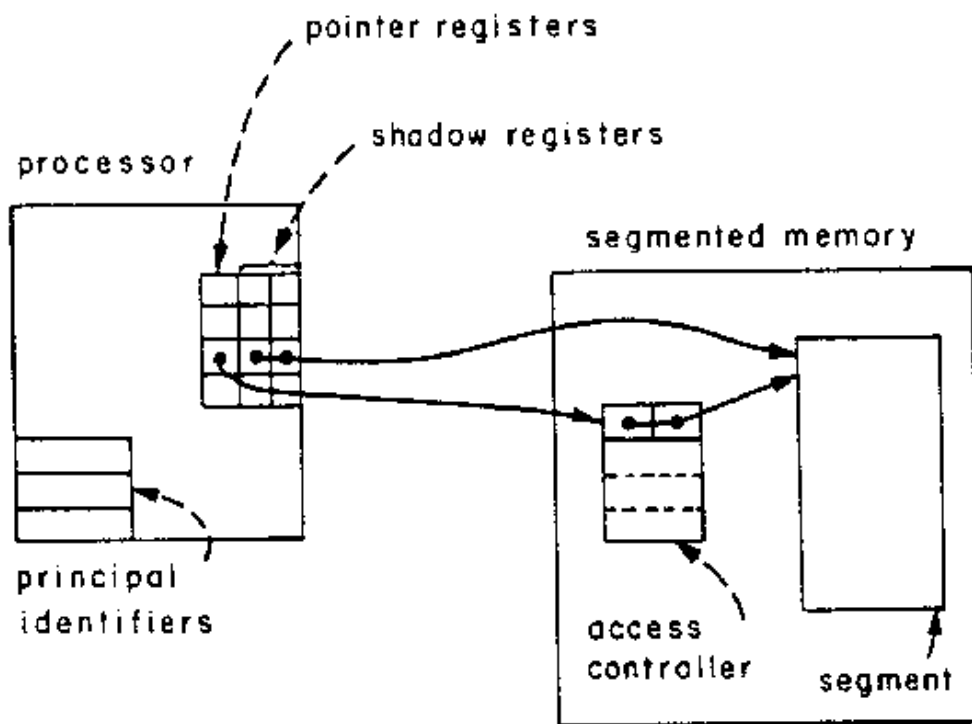 pointer registers
shadow registers
processor
segmented memory
principal
identifiers
access
controller
segment